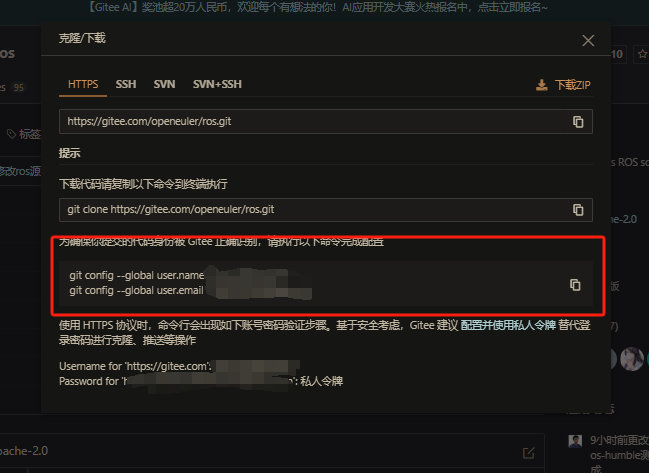 【Gitee AI】奖池超20万人民币，欢迎每个有想法的你！AI应用开发大赛火热报名中，点击立即报名~
克隆/下载
os
10
HTTPS SSH SVN SVN+SSH 下载ZIP
95
https://gitee.com/openeuler/ros.git
标签
提示
s ROS so
修改ros源
下载代码请复制以下命令到终端执行
git clone https://gitee.com/openeuler/ros.git
he-2.0
为确保你提交的代码身份被 Gitee 正确识别，请执行以下命令完成配置
git config --global user.name
git config --global user.email
版
使用 HTTPS 协议时，命令行会出现如下账号密码验证步骤。基于安全考虑，Gitee 建议 配置并使用私人令牌 替代登
录密码进行克隆、推送等操作
7)
Username for 'https://gitee.com':
Password for 'h ': 私人令牌
9小时前更改
pache-2.0
os-humble测
成